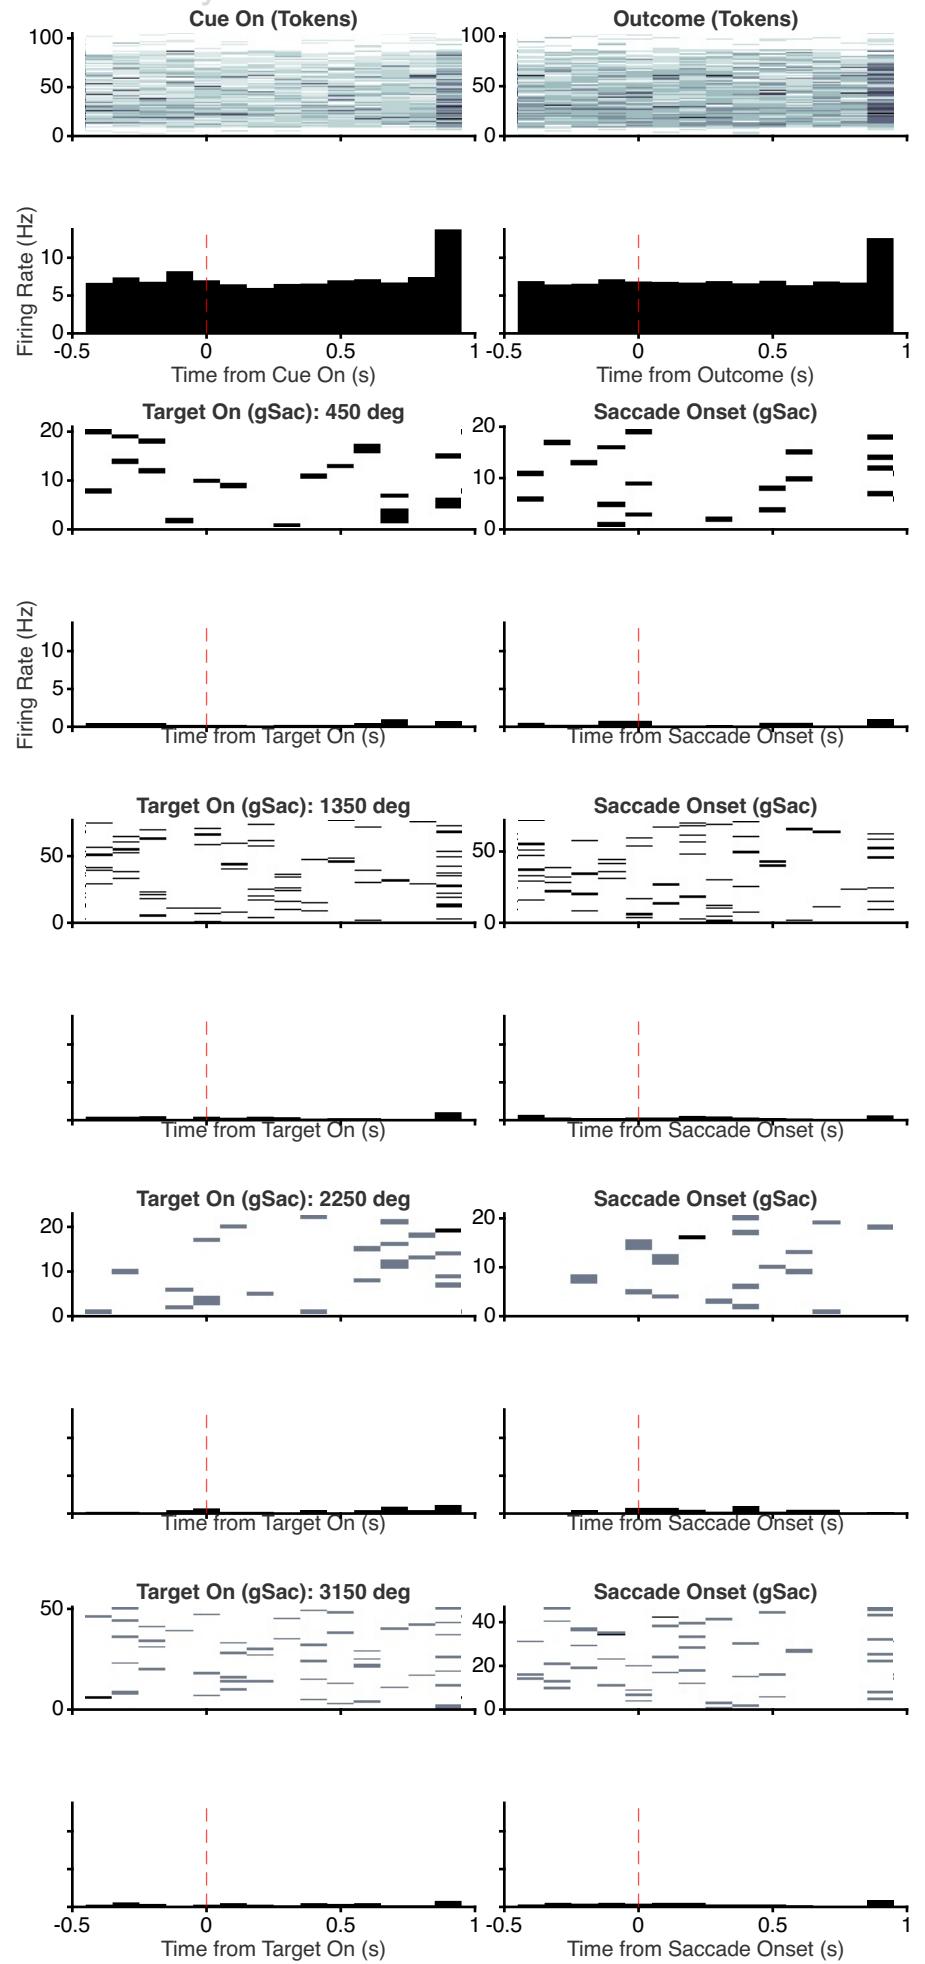 Cue On (Tokens) Outcome (Tokens)
100 100
50 50
0 0
Firing Rate (Hz)
10
5
0
-0.5 0 0.5 1 -0.5 0 0.5 1
Time from Cue On (s) Time from Outcome (s)
Target On (gSac): 450 deg Saccade Onset (gSac)
20 20
10 10
0 0
Firing Rate (Hz)
10
5
0
Time from Target On (s) Time from Saccade Onset (s)
Target On (gSac): 1350 deg Saccade Onset (gSac)
50 50
0 0
Time from Target On (s) Time from Saccade Onset (s)
Target On (gSac): 2250 deg Saccade Onset (gSac)
20 20
10 10
0 0
Time from Target On (s) Time from Saccade Onset (s)
Target On (gSac): 3150 deg Saccade Onset (gSac)
50 40
20
0 0
-0.5 0 0.5 1 -0.5 0 0.5 1
Time from Target On (s) Time from Saccade Onset (s)